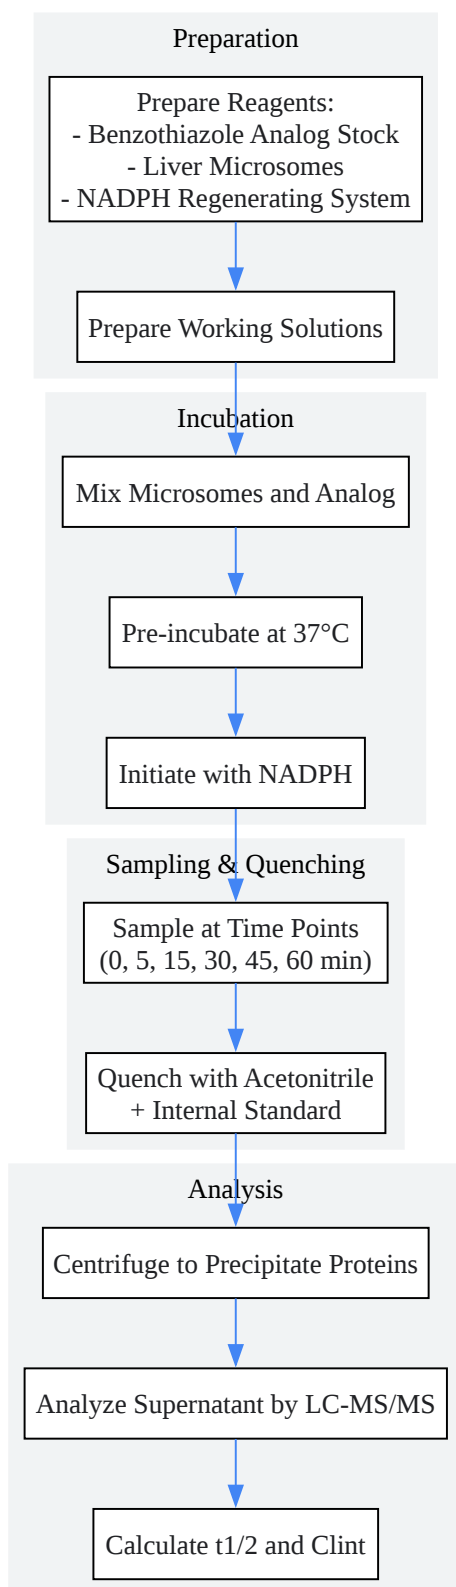 Preparation
Prepare Reagents:
- Benzothiazole Analog Stock
- Liver Microsomes
- NADPH Regenerating System
Prepare Working Solutions
Incubation
Mix Microsomes and Analog
Pre-incubate at 37°C
Initiate with NADPH
Sampling & Quenching
Sample at Time Points
(0, 5, 15, 30, 45, 60 min)
Quench with Acetonitrile
+ Internal Standard
Analysis
Centrifuge to Precipitate Proteins
Analyze Supernatant by LC-MS/MS
Calculate t1/2 and Clint